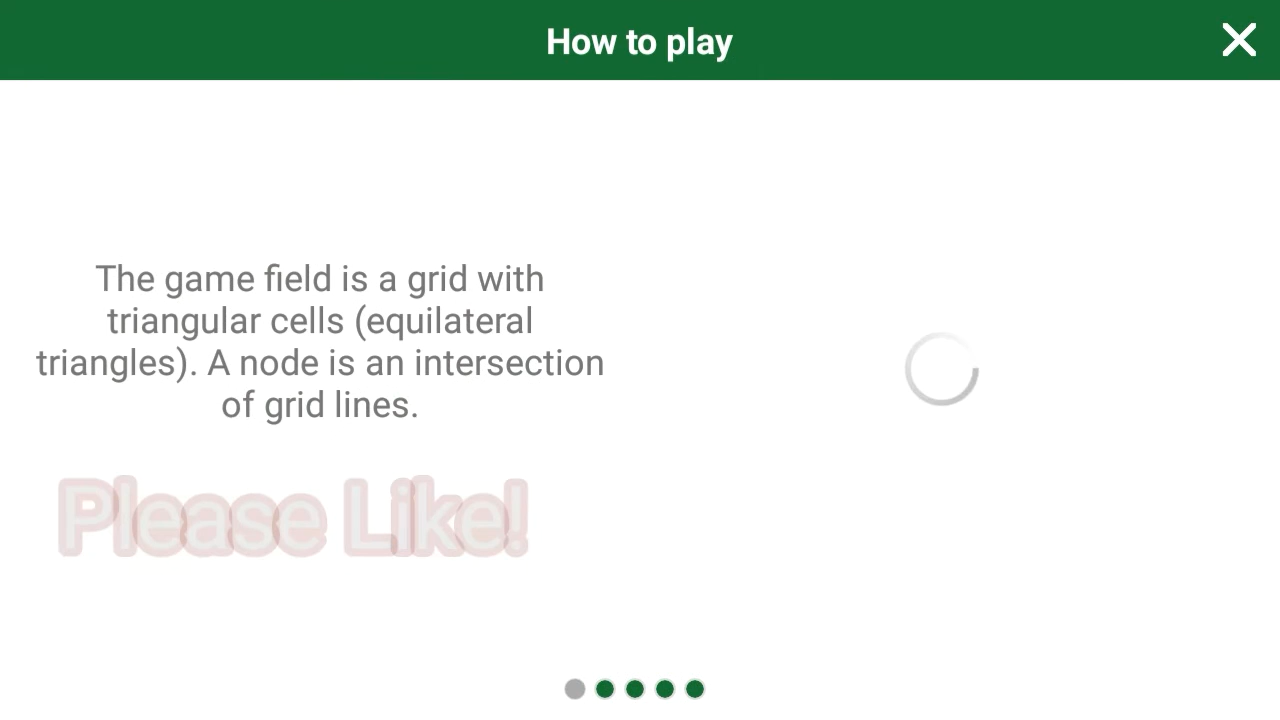 How to play
The game field is a grid with
triangular cells (equilateral
triangles). A node is an intersection
of grid lines.
Please Like!